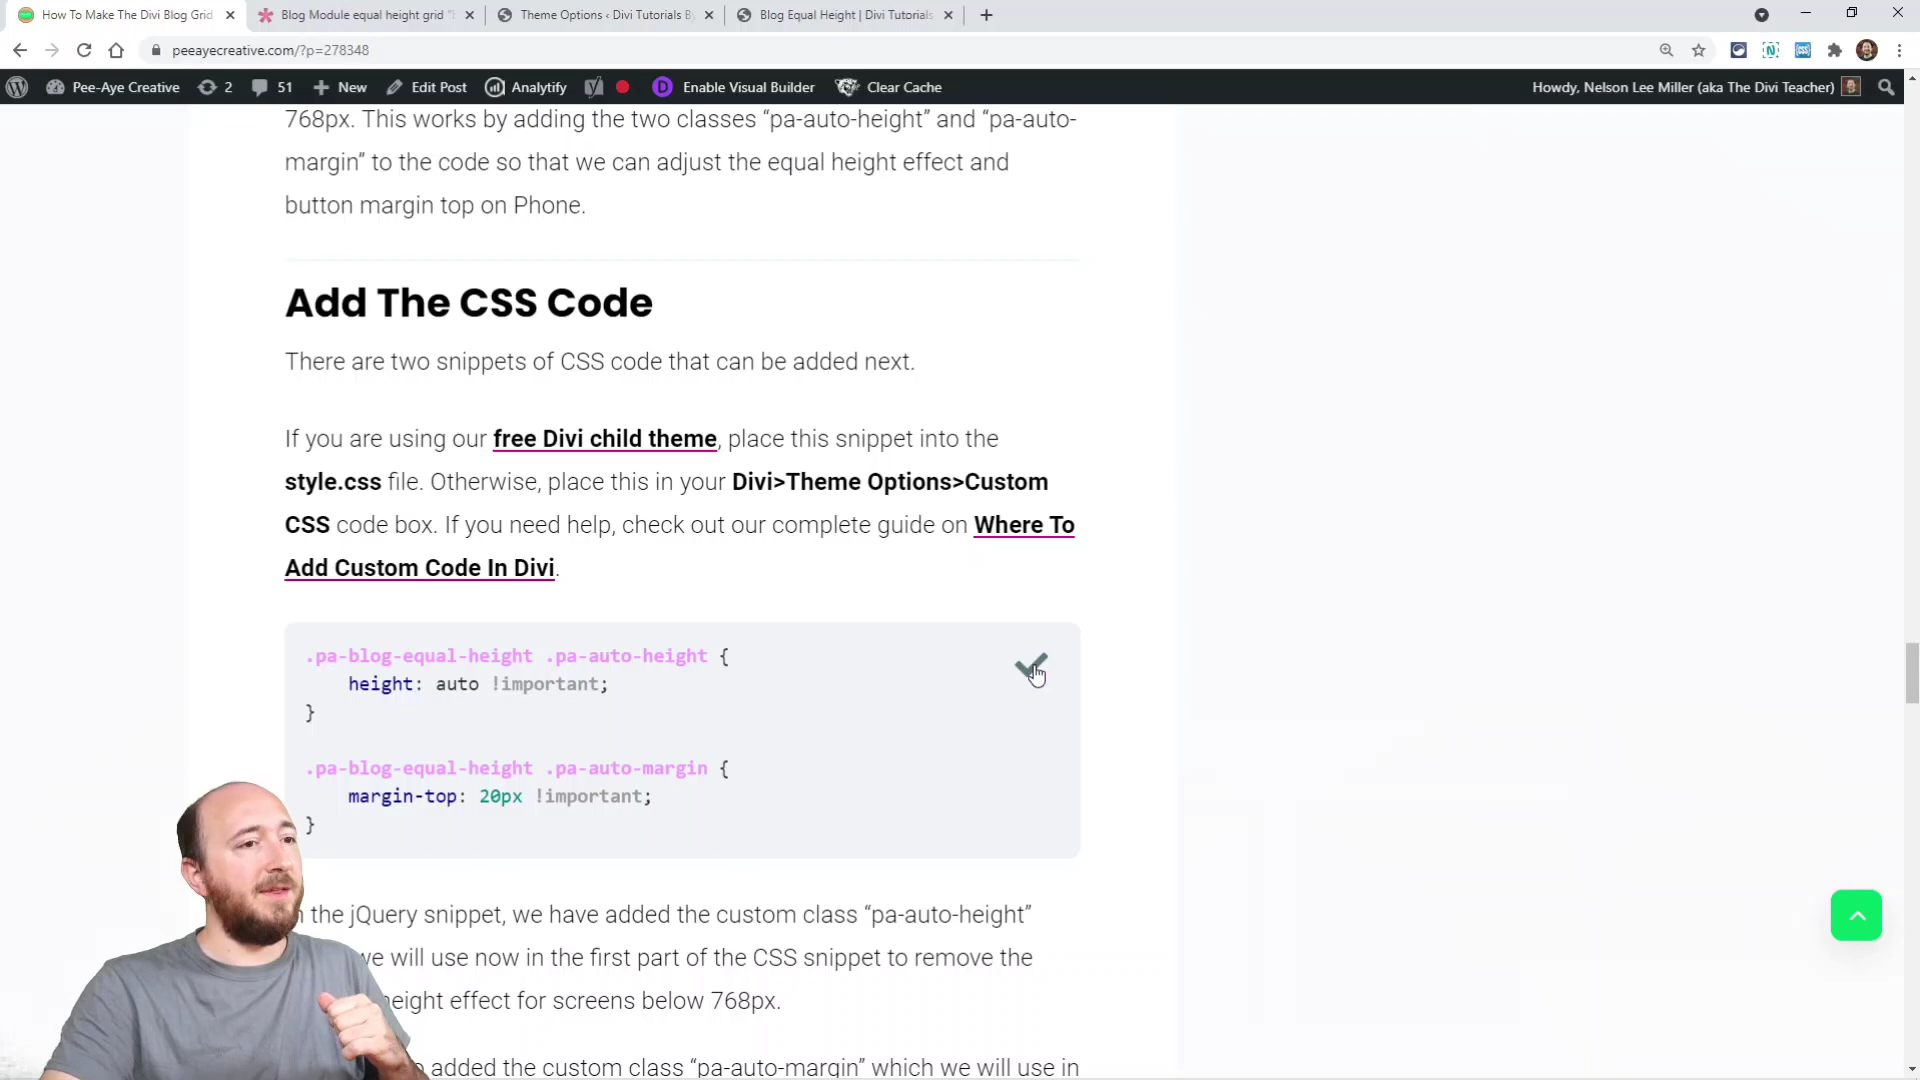 How To Make The Divi Blog Grid
Blog Module equal height grid "b
Theme Options ‹ Divi Tutorials By
Blog Equal Height | Divi Tutorials
peeayecreative.com/?p=278348
Pee-Aye Creative
2
51
New
Edit Post
Analytify
Enable Visual Builder
Clear Cache
Howdy, Nelson Lee Miller (aka The Divi Teacher)
768px. This works by adding the two classes “pa-auto-height” and “pa-auto-
margin” to the code so that we can adjust the equal height effect and
button margin top on Phone.
Add The CSS Code
There are two snippets of CSS code that can be added next.
If you are using our free Divi child theme, place this snippet into the
style.css file. Otherwise, place this in your Divi>Theme Options>Custom
CSS code box. If you need help, check out our complete guide on Where To
Add Custom Code In Divi.
.pa-blog-equal-height .pa-auto-height {
height: auto !important;
}
.pa-blog-equal-height .pa-auto-margin {
margin-top: 20px !important;
}
the jQuery snippet, we have added the custom class “pa-auto-height”
we will use now in the first part of the CSS snippet to remove the
height effect for screens below 768px.
added the custom class “pa-auto-margin” which we will use in